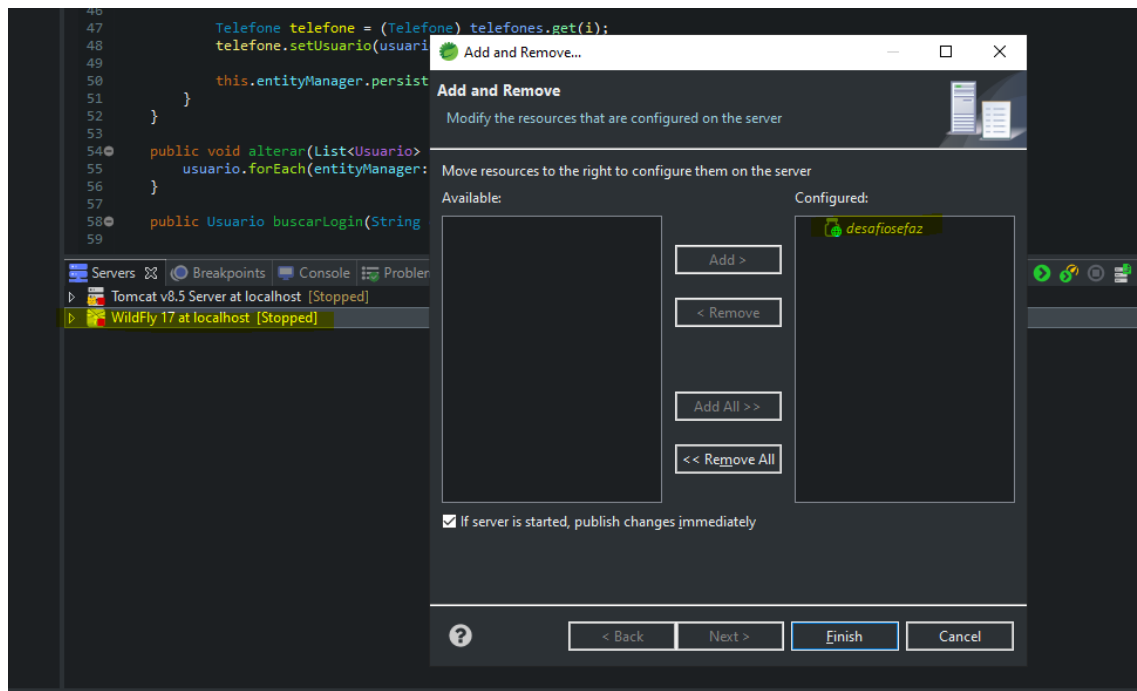 46
47 Telefone telefone = (Telefone) telefones.get(i);
48 telefone.setUsuario(usuari
49
50 this.entityManager.persist
51 }
52 }
53
54 public void alterar(List<Usuario>
55 usuario.forEach(entityManager:
56 }
57
58 public Usuario buscarLogin(String
59
Add and Remove...
Add and Remove
Modify the resources that are configured on the server
Move resources to the right to configure them on the server
Available:
Configured:
desafiosefaz
Add >
< Remove
Add All >>
<< Remove All
If server is started, publish changes immediately
? < Back Next > Finish Cancel
Servers Breakpoints Console Problem
Tomcat v8.5 Server at localhost [Stopped]
WildFly 17 at localhost [Stopped]